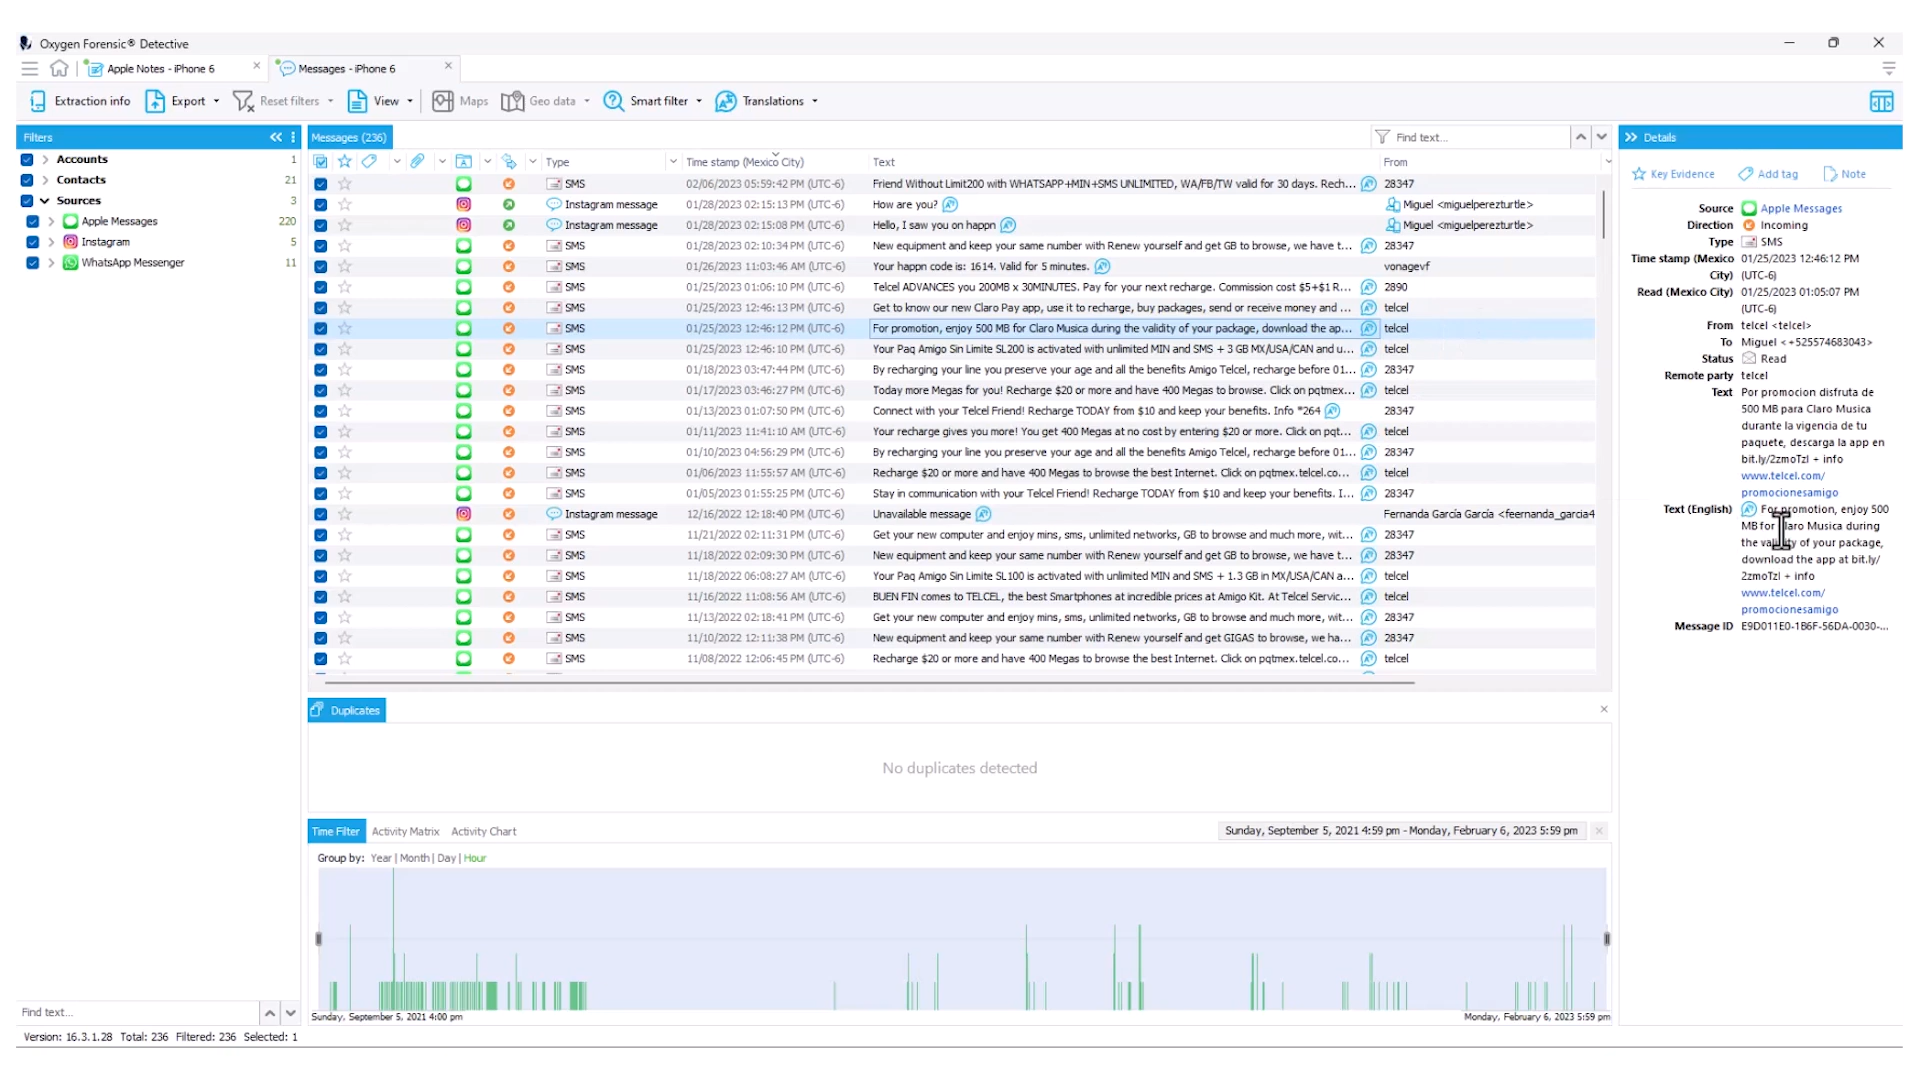 Oxygen Forensic® Detective
Apple Notes - iPhone 6
Messages - iPhone 6
Extraction info Export Reset filters View Maps Geo data Smart filter Translations
Filters
Accounts 1
Contacts 21
Sources 3
Apple Messages 220
Instagram 5
WhatsApp Messenger 11
Messages (236)
Find text...
Type Time stamp (Mexico City) Text From
SMS 02/06/2023 05:59:42 PM (UTC-6) Friend Without Limit200 with WHATSAPP+MIN+SMS UNLIMITED, WA/FB/TW valid for 30 days. Rech... 28347
Instagram message 01/28/2023 02:15:13 PM (UTC-6) How are you? Miguel <miguelperezturtle>
Instagram message 01/28/2023 02:15:08 PM (UTC-6) Hello, I saw you on happn Miguel <miguelperezturtle>
SMS 01/28/2023 02:10:34 PM (UTC-6) New equipment and keep your same number with Renew yourself and get GB to browse, we have t... 28347
SMS 01/26/2023 11:03:46 AM (UTC-6) Your happn code is: 1614. Valid for 5 minutes. vonagevf
SMS 01/25/2023 01:06:10 PM (UTC-6) Telcel ADVANCES you 200MB x 30MINUTES. Pay for your next recharge. Commission cost $5+$1 R... 2890
SMS 01/25/2023 12:46:13 PM (UTC-6) Get to know our new Claro Pay app, use it to recharge, buy packages, send or receive money and ... telcel
SMS 01/25/2023 12:46:12 PM (UTC-6) For promotion, enjoy 500 MB for Claro Musica during the validity of your package, download the ap... telcel
SMS 01/25/2023 12:46:10 PM (UTC-6) Your Paq Amigo Sin Limite SL200 is activated with unlimited MIN and SMS + 3 GB MX/USA/CAN and u... telcel
SMS 01/18/2023 03:47:44 PM (UTC-6) By recharging your line you preserve your age and all the benefits Amigo Telcel, recharge before 01... 28347
SMS 01/17/2023 03:46:27 PM (UTC-6) Today more Megas for you! Recharge $20 or more and have 400 Megas to browse. Click on pqtmex... telcel
SMS 01/13/2023 01:07:50 PM (UTC-6) Connect with your Telcel Friend! Recharge TODAY from $10 and keep your benefits. Info *264 28347
SMS 01/11/2023 11:41:10 AM (UTC-6) Your recharge gives you more! You get 400 Megas at no cost by entering $20 or more. Click on pqt... telcel
SMS 01/10/2023 04:56:29 PM (UTC-6) By recharging your line you preserve your age and all the benefits Amigo Telcel, recharge before 01... 28347
SMS 01/06/2023 11:55:57 AM (UTC-6) Recharge $20 or more and have 400 Megas to browse the best Internet. Click on pqtmex.telcel.co... telcel
SMS 01/05/2023 01:55:25 PM (UTC-6) Stay in communication with your Telcel Friend! Recharge TODAY from $10 and keep your benefits. I... 28347
Instagram message 12/16/2022 12:18:40 PM (UTC-6) Unavailable message Fernanda García García <feernanda_garcia4
SMS 11/21/2022 02:11:31 PM (UTC-6) Get your new computer and enjoy mins, sms, unlimited networks, GB to browse and much more, wit... 28347
SMS 11/18/2022 02:09:30 PM (UTC-6) New equipment and keep your same number with Renew yourself and get GB to browse, we have t... 28347
SMS 11/18/2022 06:08:27 AM (UTC-6) Your Paq Amigo Sin Limite SL100 is activated with unlimited MIN and SMS + 1.3 GB in MX/USA/CAN a... telcel
SMS 11/16/2022 11:08:56 AM (UTC-6) BUEN FIN comes to TELCEL, the best Smartphones at incredible prices at Amigo Kit. At Telcel Servic... telcel
SMS 11/13/2022 02:18:41 PM (UTC-6) Get your new computer and enjoy mins, sms, unlimited networks, GB to browse and much more, wit... 28347
SMS 11/10/2022 12:11:38 PM (UTC-6) New equipment and keep your same number with Renew yourself and get GIGAS to browse, we ha... 28347
SMS 11/08/2022 12:06:45 PM (UTC-6) Recharge $20 or more and have 400 Megas to browse the best Internet. Click on pqtmex.telcel.co... telcel
Duplicates
No duplicates detected
Time Filter Activity Matrix Activity Chart
Sunday, September 5, 2021 4:59 pm - Monday, February 6, 2023 5:59 pm
Group by: Year | Month | Day | Hour
Sunday, September 5, 2021 4:00 pm
Monday, February 6, 2023 5:59 pm
Find text...
Version: 16.3.1.28 Total: 236 Filtered: 236 Selected: 1
Details
Key Evidence Add tag Note
Source Apple Messages
Direction Incoming
Type SMS
Time stamp (Mexico 01/25/2023 12:46:12 PM
City) (UTC-6)
Read (Mexico City) 01/25/2023 01:05:07 PM
(UTC-6)
From telcel <telcel>
To Miguel <+525574683043>
Status Read
Remote party telcel
Text Por promocion disfruta de
500 MB para Claro Musica
durante la vigencia de tu
paquete, descarga la app en
bit.ly/2zmoTzl + info
www.telcel.com/
promocionesamigo
Text (English) For promotion, enjoy 500
MB for Claro Musica during
the validity of your package,
download the app at bit.ly/
2zmoTzl + info
www.telcel.com/
promocionesamigo
Message ID E9D011E0-1B6F-56DA-0030-...